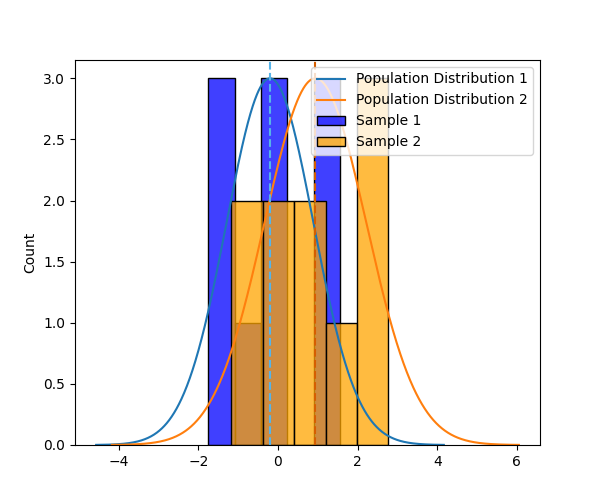 Population Distribution 1
Population Distribution 2
Sample 1
Sample 2
Count
3.0
2.5
2.0
1.5
1.0
0.5
0.0
−4 −2 0 2 4 6